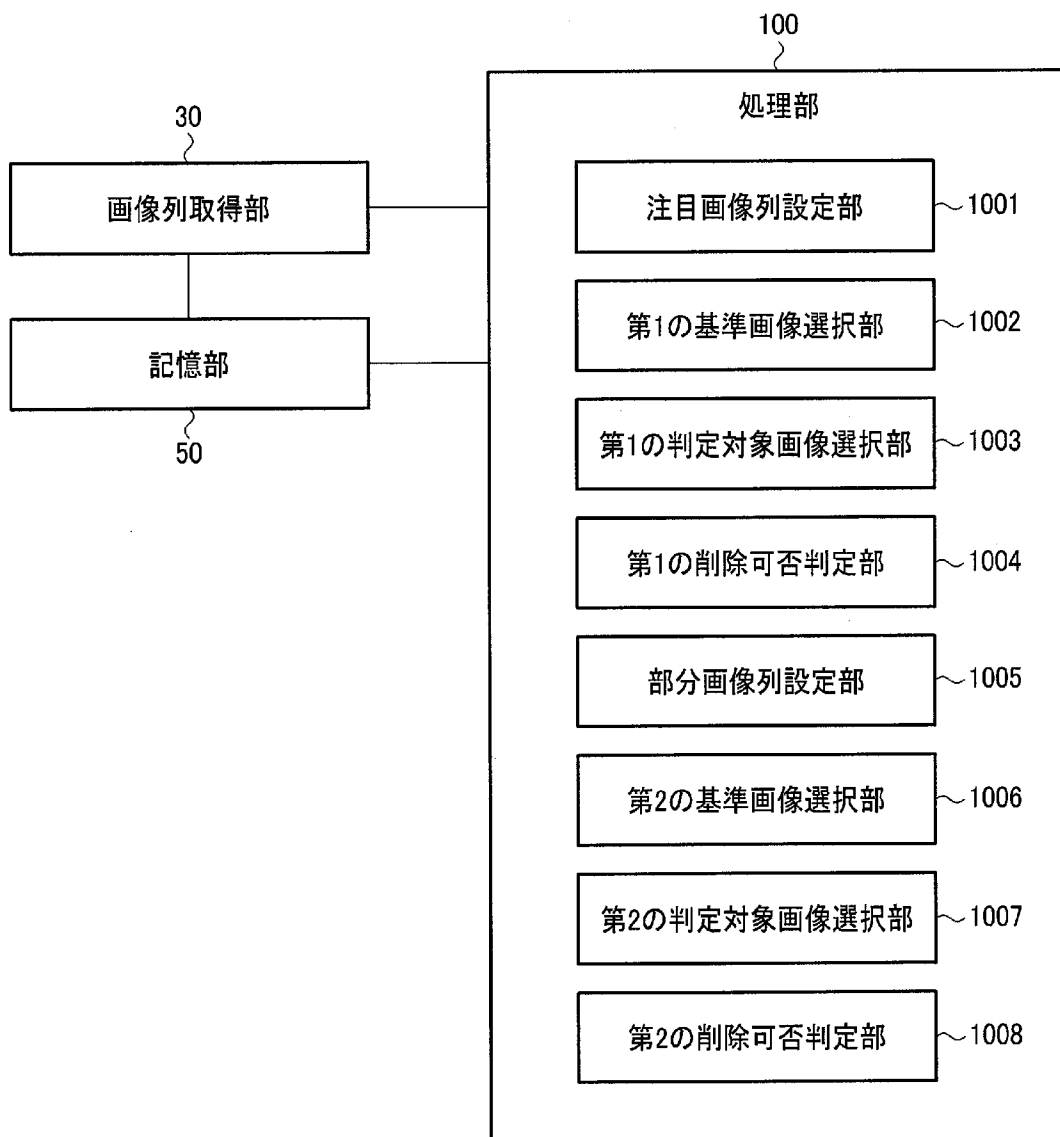 100
処理部
30
画像列取得部
記憶部
50
注目画像列設定部
1001
第1の基準画像選択部
1002
第1の判定対象画像選択部
1003
第1の削除可否判定部
1004
部分画像列設定部
1005
第2の基準画像選択部
1006
第2の判定対象画像選択部
1007
第2の削除可否判定部
1008